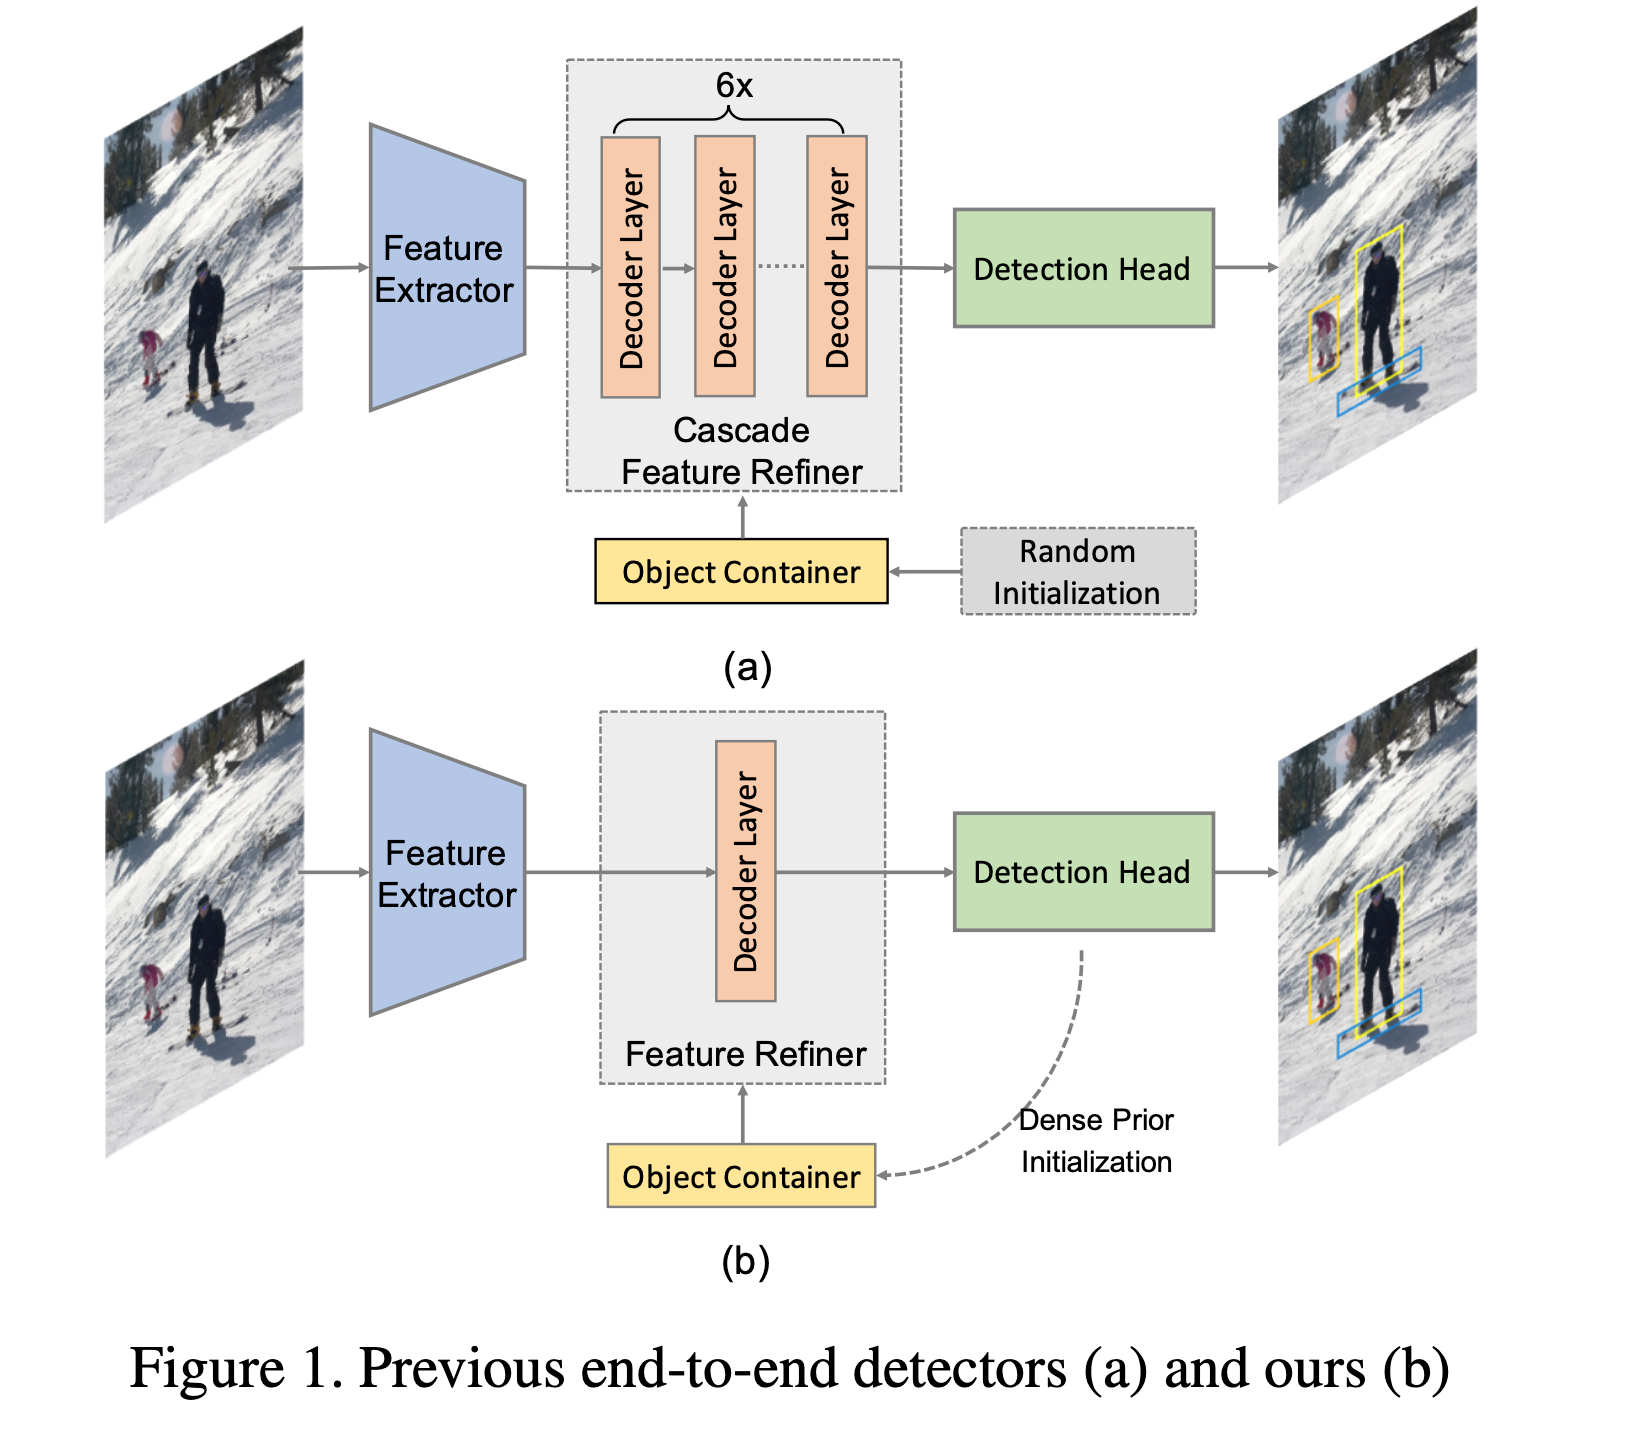 6x
Feature
Extractor
Decoder Layer
Decoder Layer
Decoder Layer
Detection Head
Cascade
Feature Refiner
Object Container
Random
Initialization
(a)
Feature
Extractor
Decoder Layer
Detection Head
Feature Refiner
Dense Prior
Initialization
Object Container
(b)
Figure 1. Previous end-to-end detectors (a) and ours (b)